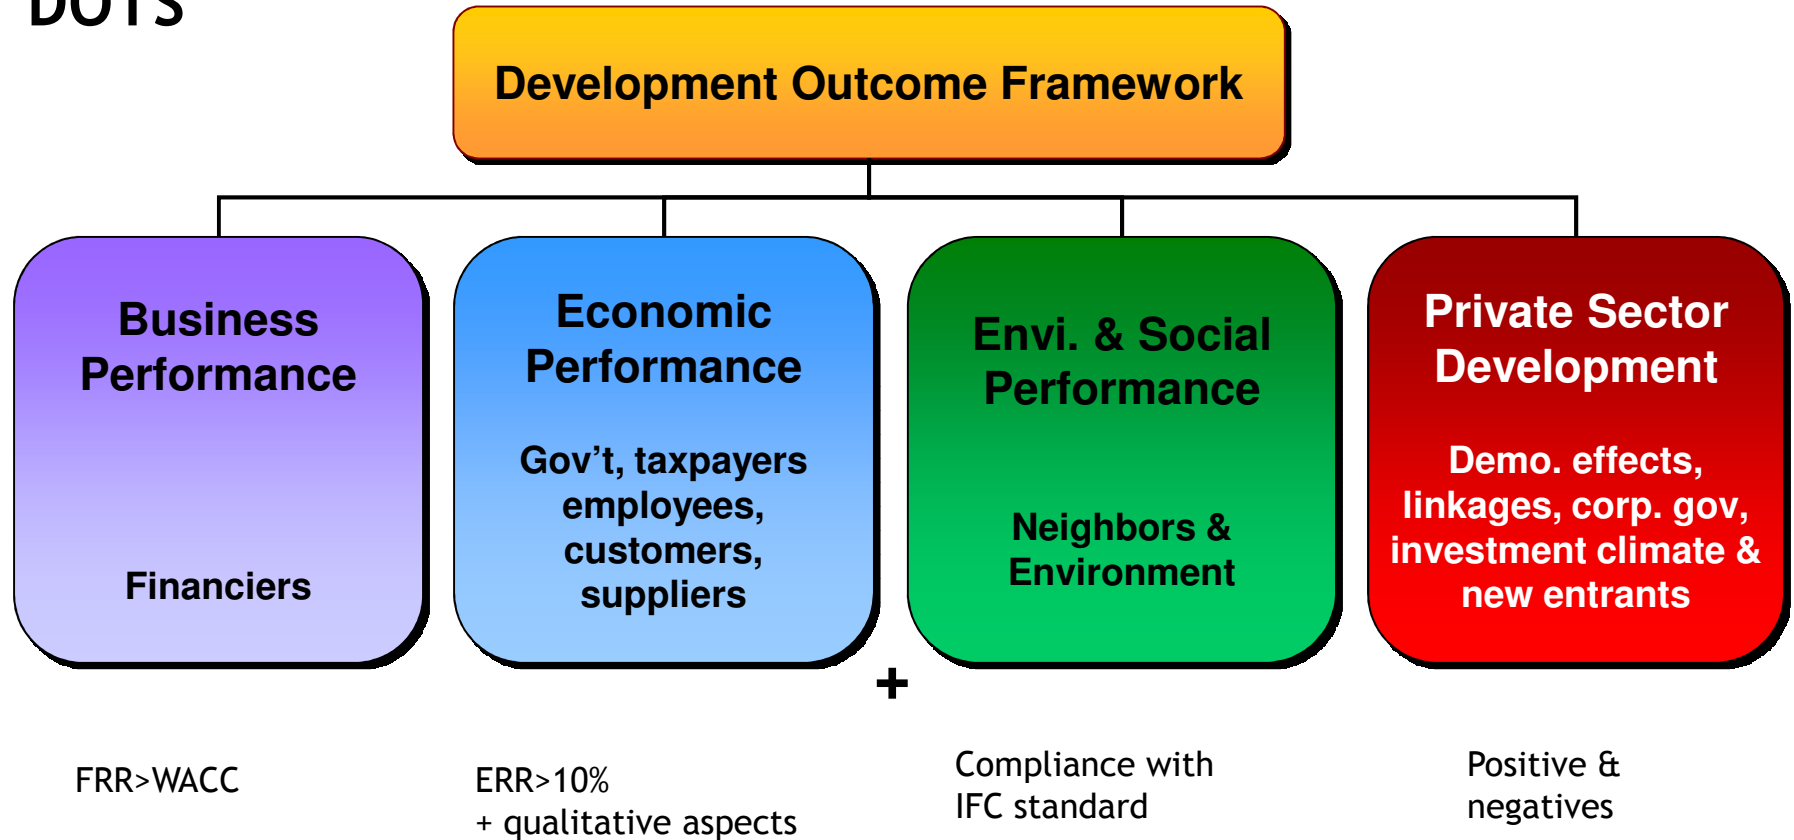 DOTS
Development Outcome Framework
Business
Performance
Financiers
Economic
Performance
Gov't, taxpayers
employees,
customers,
suppliers
Envi. & Social
Performance
Neighbors &
Environment
Private Sector
Development
Demo. effects,
linkages, corp. gov,
investment climate &
new entrants
+
FRR>WACC
ERR>10%
+ qualitative aspects
Compliance with
IFC standard
Positive &
negatives